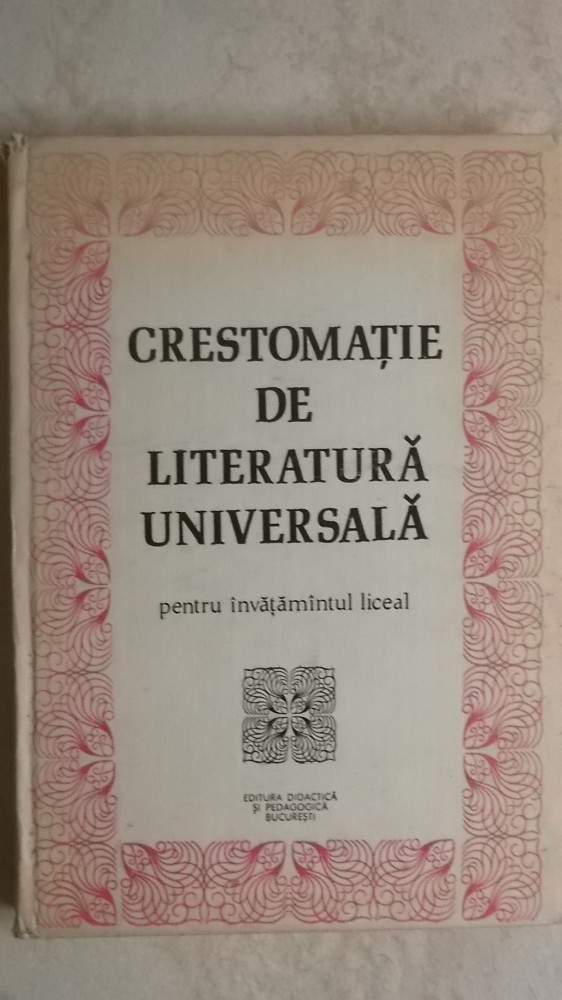 CRESTOMAȚIE
DE
LITERATURĂ
UNIVERSALĂ
pentru învățămîntul liceal
EDITURA DIDACTICĂ
ȘI PEDAGOGICĂ
BUCUREȘTI